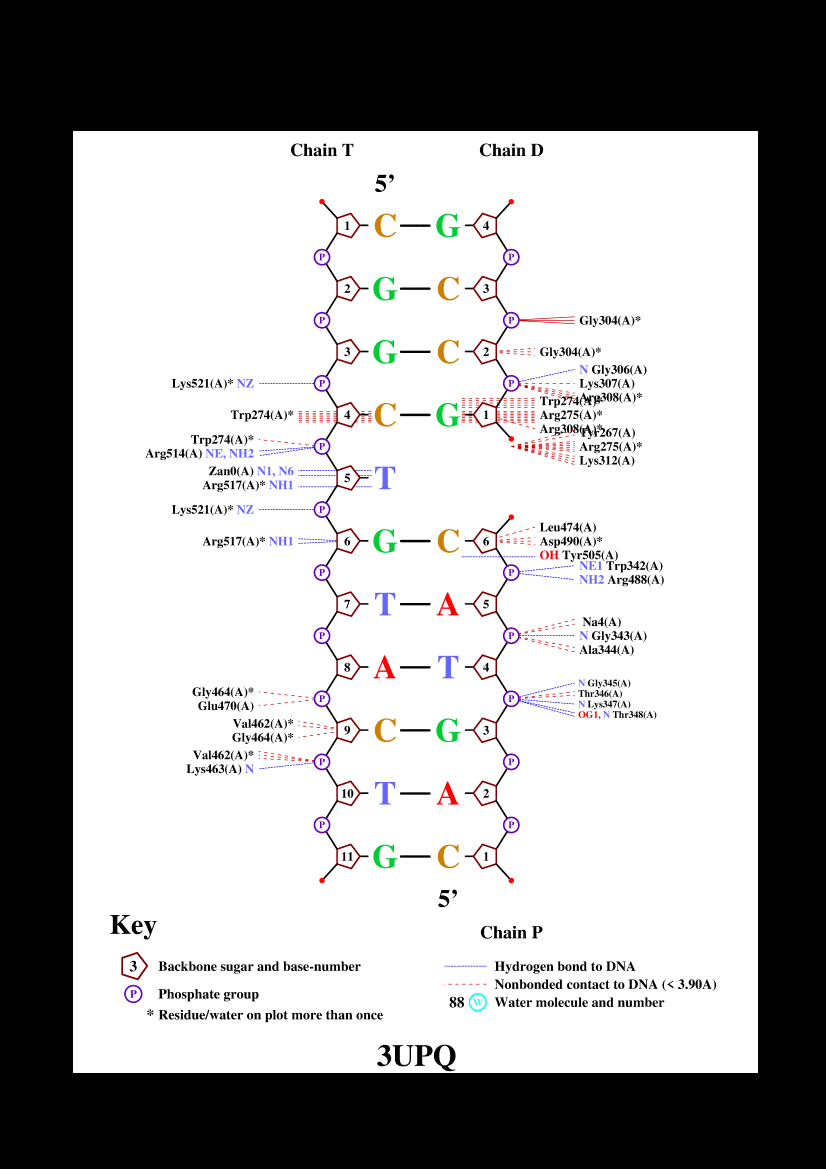 Chain T Chain D
5’
1 C G 4
P P
2 G C 3
P P Gly304(A)*
3 G C 2 Gly304(A)*
N Gly306(A)
Lys521(A)* NZ P P Lys307(A)
Arg308(A)*
Trp274(A)*
Trp274(A)* 4 C G 1 Arg275(A)*
Arg308(A)*
Tyr267(A)
Trp274(A)* P Arg275(A)*
Arg514(A) NE, NH2 Lys312(A)
Zan0(A) N1, N6 5 T
Arg517(A)* NH1
Lys521(A)* NZ P
Leu474(A)
Arg517(A)* NH1 6 G C 6 Asp490(A)*
OH Tyr505(A)
P P NE1 Trp342(A)
NH2 Arg488(A)
7 T A 5
Na4(A)
P P N Gly343(A)
Ala344(A)
8 A T 4
N Gly345(A)
Gly464(A)* P P Thr346(A)
Glu470(A) N Lys347(A)
OG1, N Thr348(A)
Val462(A)* 9 C G 3
Gly464(A)*
Val462(A)* P P
Lys463(A) N
10 T A 2
P P
11 G C 1
5’
Key
Chain P
3 Backbone sugar and base-number
P Phosphate group
* Residue/water on plot more than once
Hydrogen bond to DNA
Nonbonded contact to DNA (< 3.90A)
88 W Water molecule and number
3UPQ